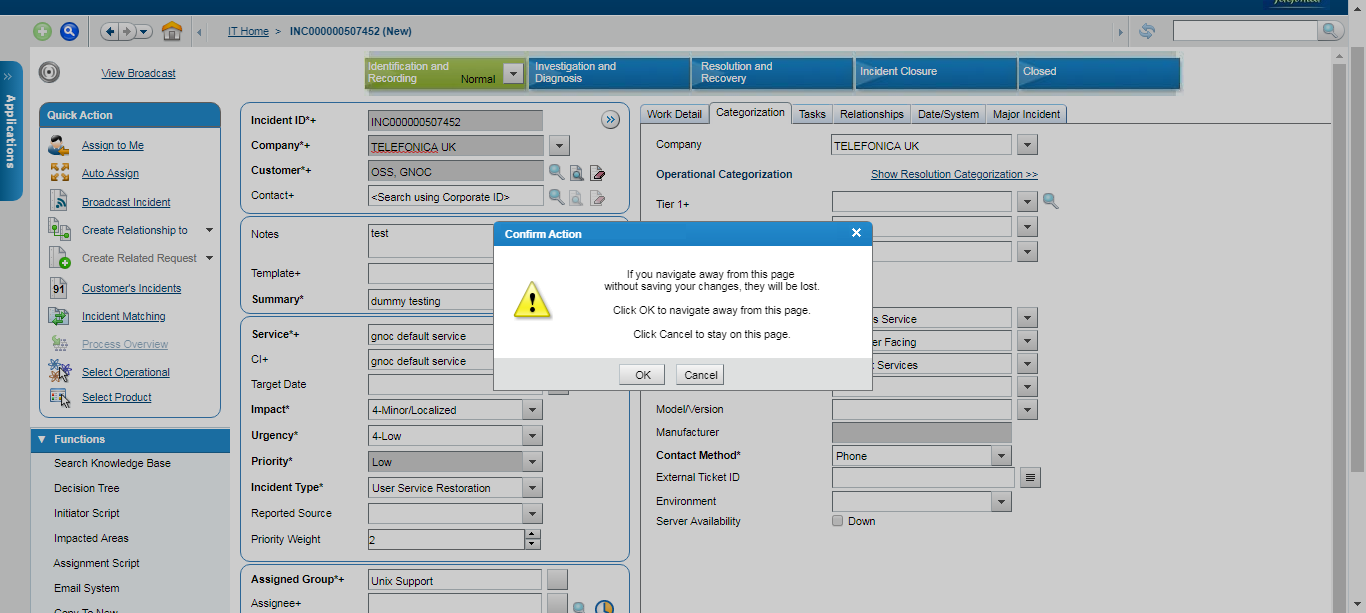 IT Home > INC000000507452 (New)
Applications
View Broadcast
Identification and
Recording
Normal
Investigation and
Diagnosis
Resolution and
Recovery
Incident Closure
Closed
Quick Action
Assign to Me
Auto Assign
Broadcast Incident
Create Relationship to
Create Related Request
91
Customer's Incidents
Incident Matching
Process Overview
Select Operational
Select Product
Functions
Search Knowledge Base
Decision Tree
Initiator Script
Impacted Areas
Assignment Script
Email System
Copy To New
Incident ID*+ INC000000507452
Company*+ TELEFONICA UK
Customer*+ OSS, GNOC
Contact+ <Search using Corporate ID>
Notes test
Template+
Summary* dummy testing
Service*+ gnoc default service
CI+ gnoc default service
Target Date
Impact* 4-Minor/Localized
Urgency* 4-Low
Priority* Low
Incident Type* User Service Restoration
Reported Source
Priority Weight 2
Assigned Group*+ Unix Support
Assignee+
Work Detail Categorization Tasks Relationships Date/System Major Incident
Company TELEFONICA UK
Operational Categorization Show Resolution Categorization >>
Tier 1+
Service
Facing
Services
Model/Version
Manufacturer
Contact Method* Phone
External Ticket ID
Environment
Server Availability Down
Confirm Action
If you navigate away from this page
without saving your changes, they will be lost.
Click OK to navigate away from this page.
Click Cancel to stay on this page.
OK Cancel